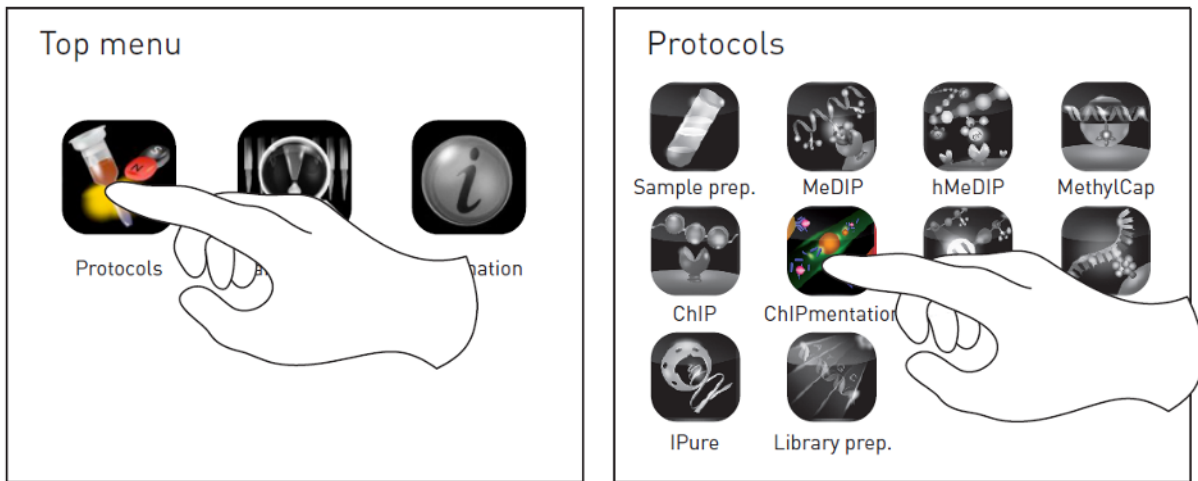 Top menu
Protocols
Protocols
Sample prep.
MeDIP
hMeDIP
MethylCap
ChIP
ChIPmentation
IPure
Library prep.